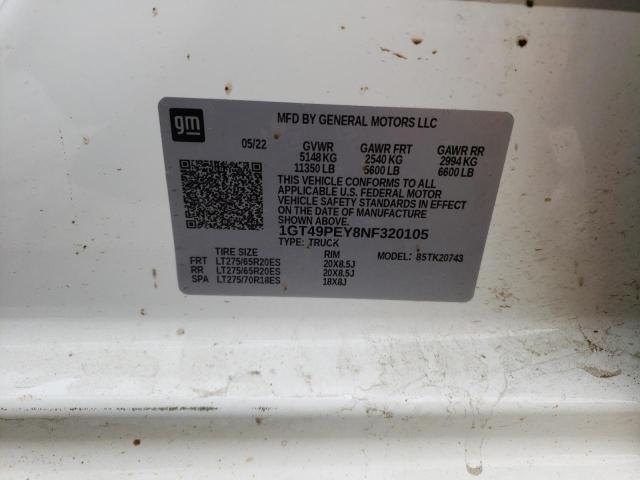 gm
MFD BY GENERAL MOTORS LLC
05/22 GVWR GAWR FRT GAWR RR
5148 KG 2540 KG 2994 KG
11350 LB 5600 LB 6600 LB
THIS VEHICLE CONFORMS TO ALL
APPLICABLE U.S. FEDERAL MOTOR
VEHICLE SAFETY STANDARDS IN
EFFECT ON THE DATE OF
MANUFACTURE SHOWN ABOVE.
1GT49PEY8NF320105
TYPE: TRUCK MODEL: 85TK20743
TIRE SIZE RIM
FRT LT275/65R20ES 20X8.5J
RR LT275/65R20ES 20X8.5J
SPA LT275/70R18ES 18X8J